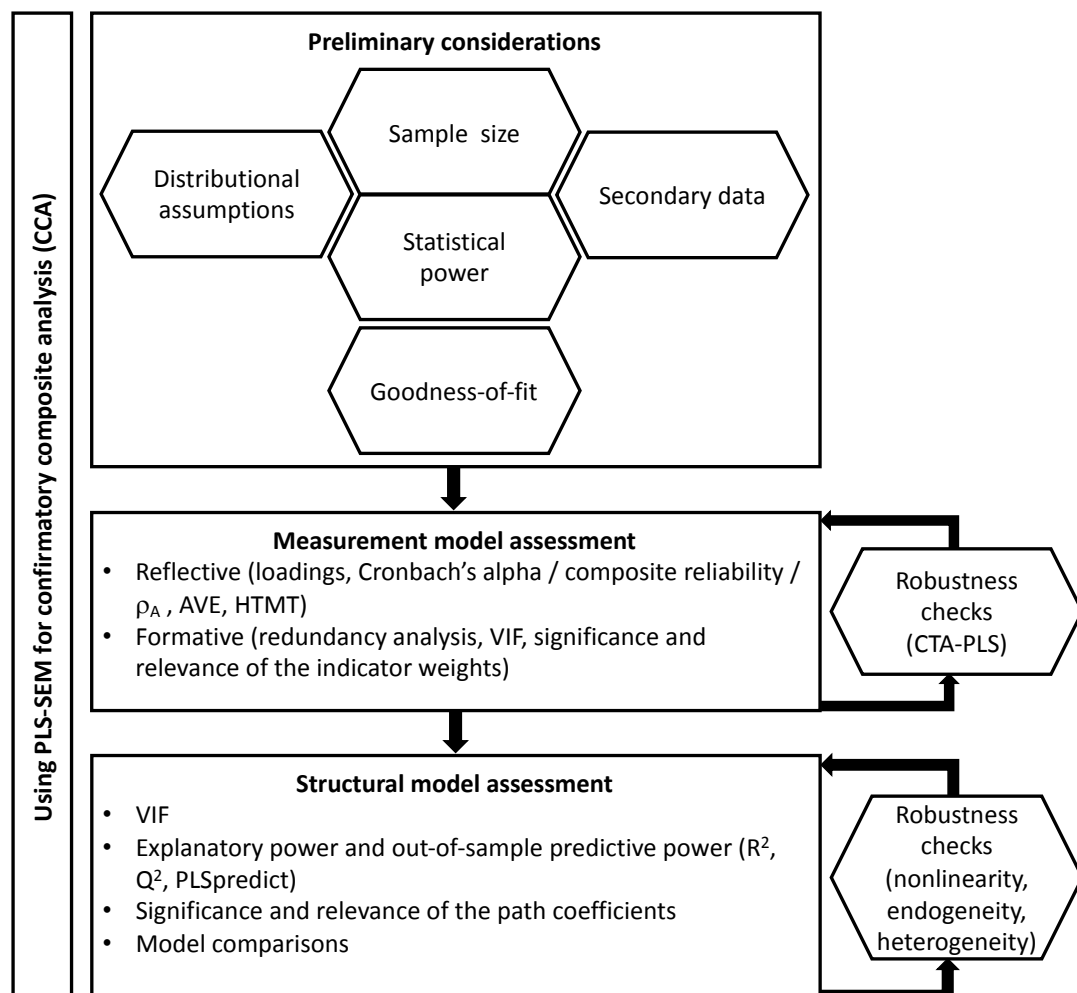 Using PLS-SEM for confirmatory composite analysis (CCA)
Preliminary considerations
Sample size
Distributional
assumptions
Secondary data
Statistical
power
Goodness-of-fit
Measurement model assessment
• Reflective (loadings, Cronbach’s alpha / composite reliability /
ρA , AVE, HTMT)
• Formative (redundancy analysis, VIF, significance and
relevance of the indicator weights)
Robustness
checks
(CTA-PLS)
Structural model assessment
• VIF
• Explanatory power and out-of-sample predictive power (R²,
Q², PLSpredict)
• Significance and relevance of the path coefficients
• Model comparisons
Robustness
checks
(nonlinearity,
endogeneity,
heterogeneity)